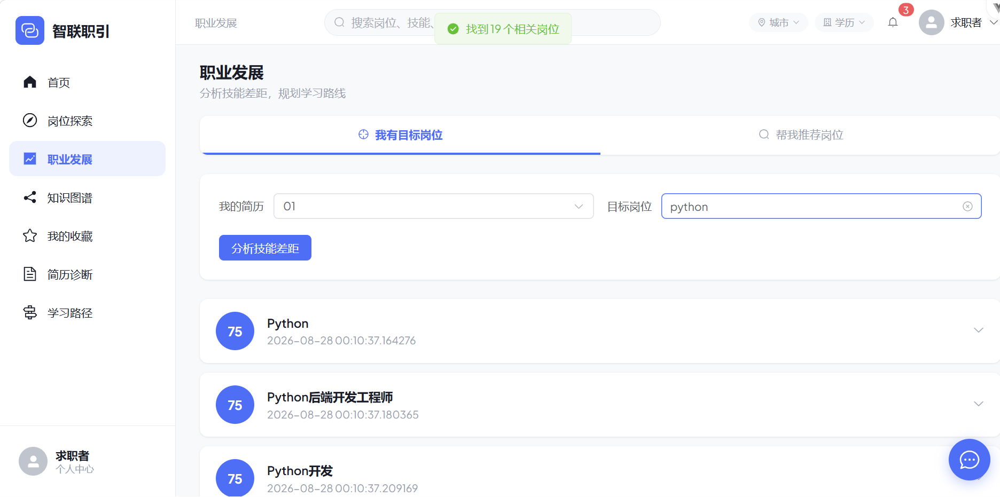 智联职引
首页
岗位探索
职业发展
知识图谱
我的收藏
简历诊断
学习路径
求职者
个人中心
职业发展
搜索岗位、技能、
找到 19 个相关岗位
城市
学历
3
求职者
职业发展
分析技能差距，规划学习路线
我有目标岗位
帮我推荐岗位
我的简历
01
目标岗位
python
分析技能差距
75
Python
2026-08-28 00:10:37.164276
75
Python后端开发工程师
2026-08-28 00:10:37.180365
75
Python开发
2026-08-28 00:10:37.209169